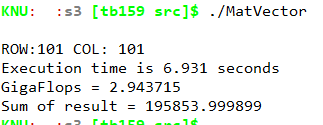 KNU: :s3 [tb159 src]$ ./MatVector
ROW:101 COL: 101
Execution time is 6.931 seconds
GigaFlops = 2.943715
Sum of result = 195853.999899